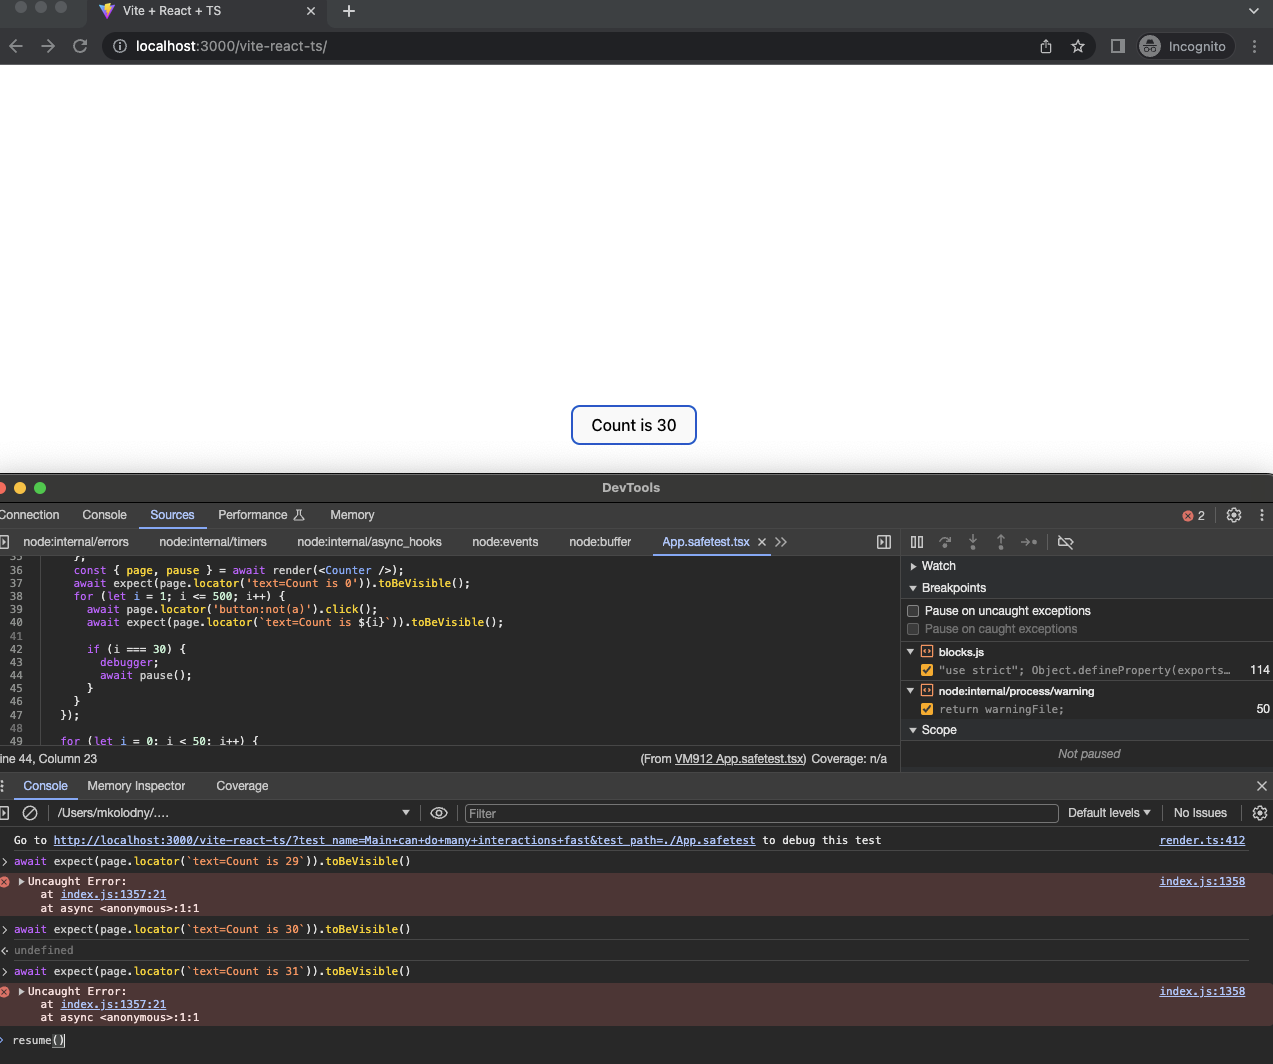 Vite + React + TS
localhost:3000/vite-react-ts/
Incognito
Count is 30
DevTools
Connection Console Sources Performance Memory
2
node:internal/errors node:internal/timers node:internal/async_hooks node:events node:buffer App.safetest.tsx
35 };
36 const { page, pause } = await render(<Counter />);
37 await expect(page.locator('text=Count is 0')).toBeVisible();
38 for (let i = 1; i <= 500; i++) {
39 await page.locator('button:not(a)').click();
40 await expect(page.locator(`text=Count is ${i}`)).toBeVisible();
41
42 if (i === 30) {
43 debugger;
44 await pause();
45 }
46 }
47 });
48
49 for (let i = 0; i < 50; i++) {
ine 44, Column 23
(From VM912 App.safetest.tsx) Coverage: n/a
Watch
Breakpoints
Pause on uncaught exceptions
Pause on caught exceptions
blocks.js
"use strict"; Object.defineProperty(exports… 114
node:internal/process/warning
return warningFile; 50
Scope
Not paused
Console Memory Inspector Coverage
/Users/mkolodny/.... Filter Default levels No Issues
Go to http://localhost:3000/vite-react-ts/?test_name=Main+can+do+many+interactions+fast&test_path=./App.safetest to debug this test render.ts:412
await expect(page.locator(`text=Count is 29`)).toBeVisible()
Uncaught Error: index.js:1358
at index.js:1357:21
at async <anonymous>:1:1
await expect(page.locator(`text=Count is 30`)).toBeVisible()
undefined
await expect(page.locator(`text=Count is 31`)).toBeVisible()
Uncaught Error: index.js:1358
at index.js:1357:21
at async <anonymous>:1:1
resume()